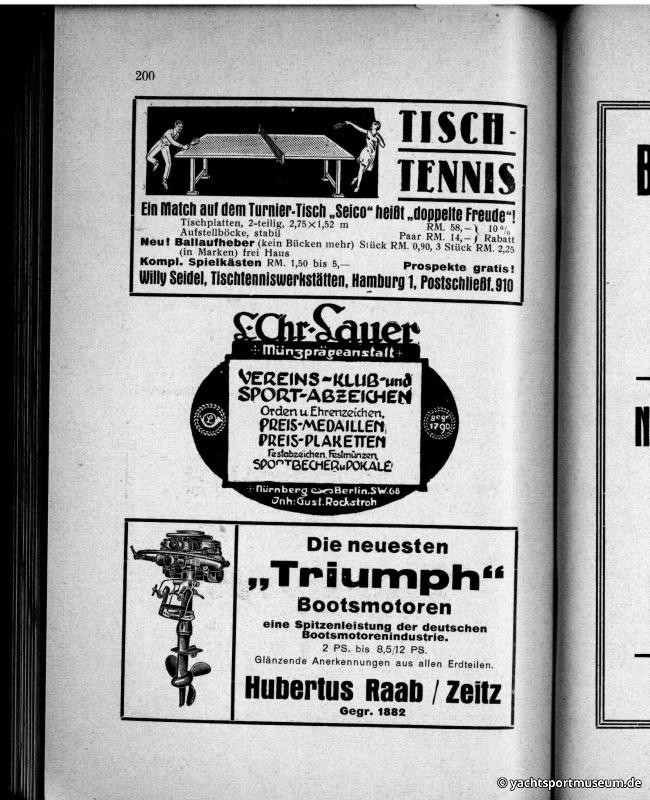 200
TISCH-
TENNIS
Ein Match auf dem Turnier-Tisch „Seico" heißt „doppelte Freude"!
Tischplatten, 2-teilig, 2,75×1,52 m RM. 58,— } 10%
Aufstellböcke, stabil Paar RM. 14,— } Rabatt
Neu! Ballaufheber (kein Bücken mehr) Stück RM. 0,90, 3 Stück RM. 2,25
(in Marken) frei Haus
Kompl. Spielkästen RM. 1,50 bis 5,— Prospekte gratis!
Willy Seidel, Tischtenniswerkstätten, Hamburg 1, Postschließf. 910
L. Chr. Lauer
Münzprägeanstalt
VEREINS-KLUB-und
SPORT-ABZEICHEN
Orden u. Ehrenzeichen,
PREIS-MEDAILLEN
PREIS-PLAKETTEN
Festabzeichen, Festmünzen,
SPORTBECHER u. POKALE
L
gegr.
1790
Nürnberg Berlin. SW. 68
Jnh: Gust. Rockstroh
Die neuesten
„Triumph"
Bootsmotoren
eine Spitzenleistung der deutschen
Bootsmotorenindustrie.
2 PS. bis 8,5/12 PS.
Glänzende Anerkennungen aus allen Erdteilen.
Hubertus Raab / Zeitz
Gegr. 1882
B
N
© yachtsportmuseum.de